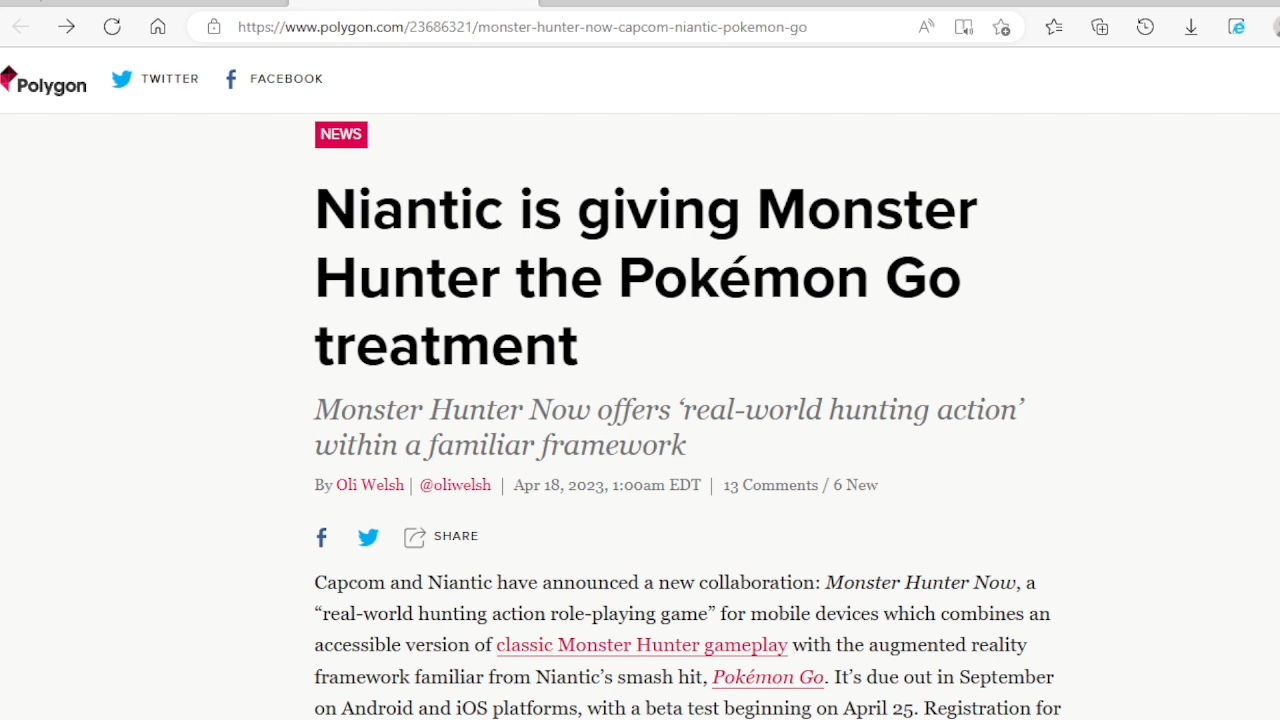 https://www.polygon.com/23686321/monster-hunter-now-capcom-niantic-pokemon-go
Polygon TWITTER FACEBOOK
NEWS
Niantic is giving Monster
Hunter the Pokémon Go
treatment
Monster Hunter Now offers ‘real-world hunting action’
within a familiar framework
By Oli Welsh | @oliwelsh | Apr 18, 2023, 1:00am EDT | 13 Comments / 6 New
SHARE
Capcom and Niantic have announced a new collaboration: Monster Hunter Now, a
“real-world hunting action role-playing game” for mobile devices which combines an
accessible version of classic Monster Hunter gameplay with the augmented reality
framework familiar from Niantic’s smash hit, Pokémon Go. It’s due out in September
on Android and iOS platforms, with a beta test beginning on April 25. Registration for